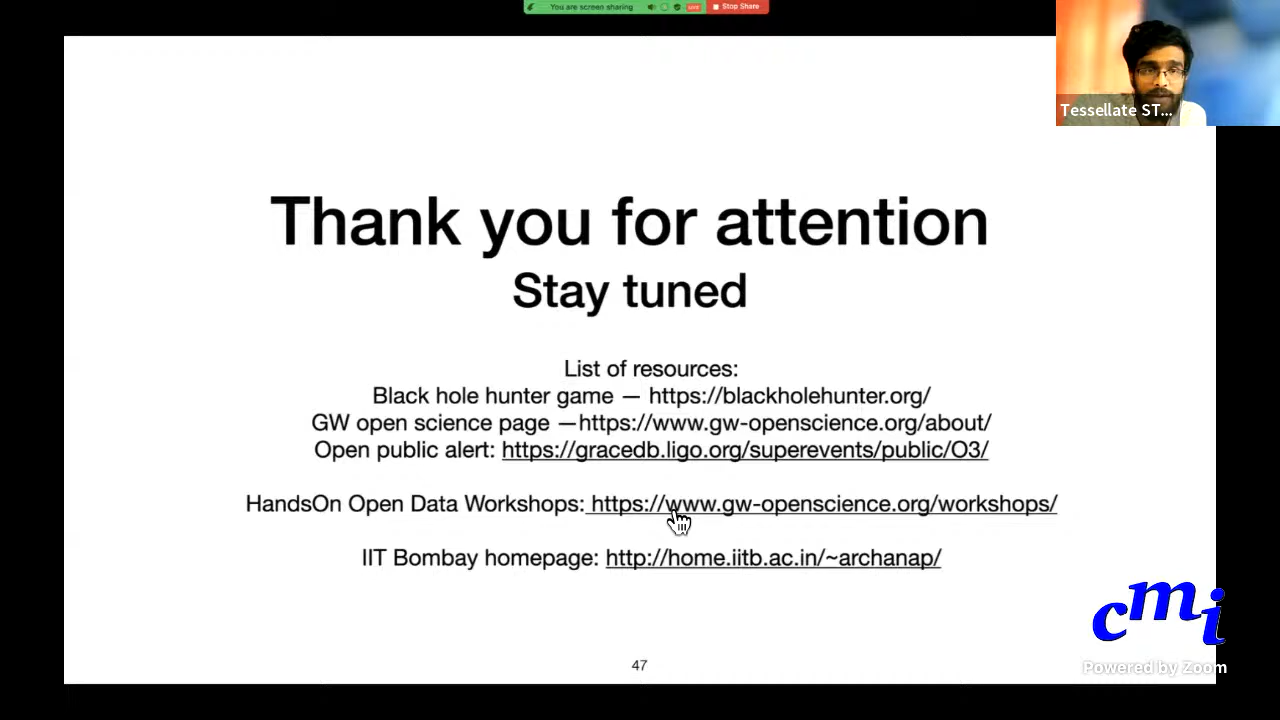 You are screen sharing
LIVE
Stop Share
Tessellate ST...
Thank you for attention
Stay tuned
List of resources:
Black hole hunter game — https://blackholehunter.org/
GW open science page —https://www.gw-openscience.org/about/
Open public alert: https://gracedb.ligo.org/superevents/public/O3/
HandsOn Open Data Workshops: https://www.gw-openscience.org/workshops/
IIT Bombay homepage: http://home.iitb.ac.in/~archanap/
cmi
Powered by Zoom
47